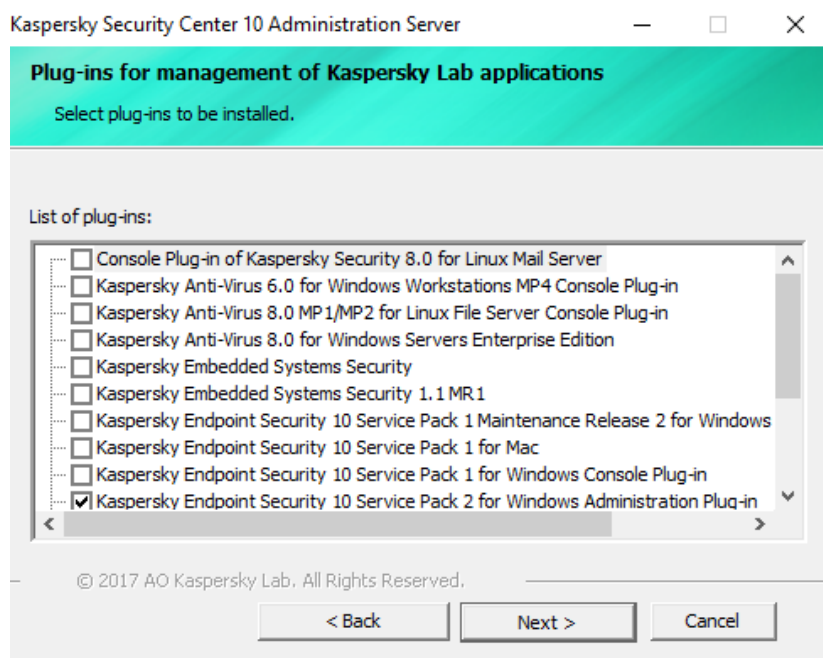 Kaspersky Security Center 10 Administration Server
Plug-ins for management of Kaspersky Lab applications
Select plug-ins to be installed.
List of plug-ins:
Console Plug-in of Kaspersky Security 8.0 for Linux Mail Server
Kaspersky Anti-Virus 6.0 for Windows Workstations MP4 Console Plug-in
Kaspersky Anti-Virus 8.0 MP1/MP2 for Linux File Server Console Plug-in
Kaspersky Anti-Virus 8.0 for Windows Servers Enterprise Edition
Kaspersky Embedded Systems Security
Kaspersky Embedded Systems Security 1.1 MR1
Kaspersky Endpoint Security 10 Service Pack 1 Maintenance Release 2 for Windows
Kaspersky Endpoint Security 10 Service Pack 1 for Mac
Kaspersky Endpoint Security 10 Service Pack 1 for Windows Console Plug-in
Kaspersky Endpoint Security 10 Service Pack 2 for Windows Administration Plug-in
© 2017 AO Kaspersky Lab. All Rights Reserved.
< Back Next > Cancel